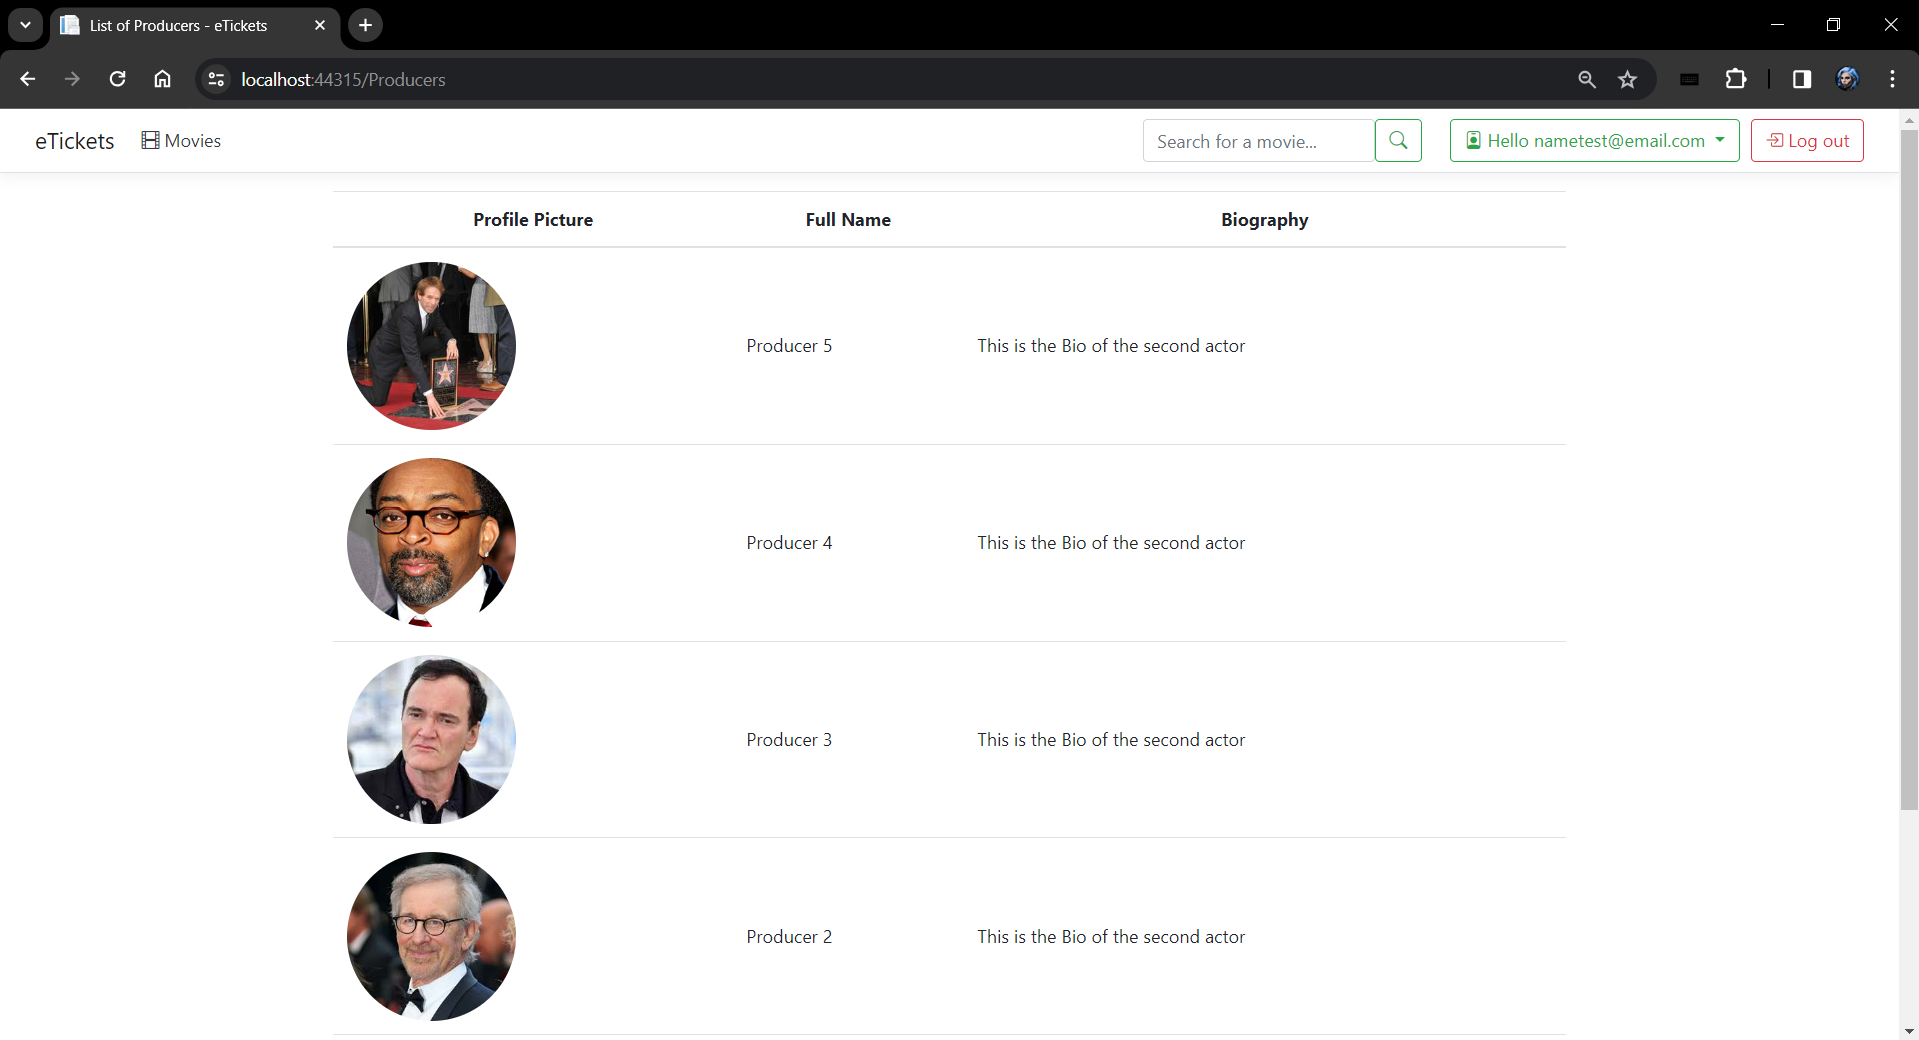 List of Producers - eTickets
localhost:44315/Producers
eTickets Movies Search for a movie... Hello nametest@email.com Log out
Profile Picture Full Name Biography
Producer 5 This is the Bio of the second actor
Producer 4 This is the Bio of the second actor
Producer 3 This is the Bio of the second actor
Producer 2 This is the Bio of the second actor